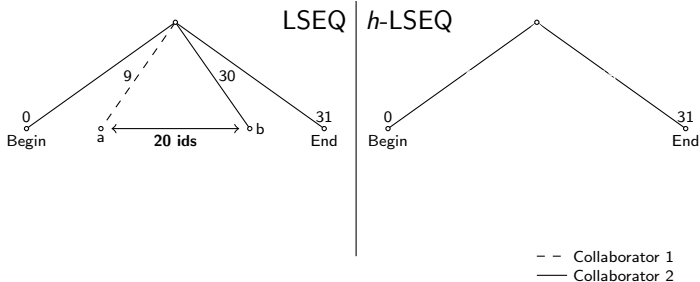 LSEQ
h-LSEQ
9
30
0
31
0
31
a
b
20 ids
Begin
End
Begin
End
Collaborator 1
Collaborator 2